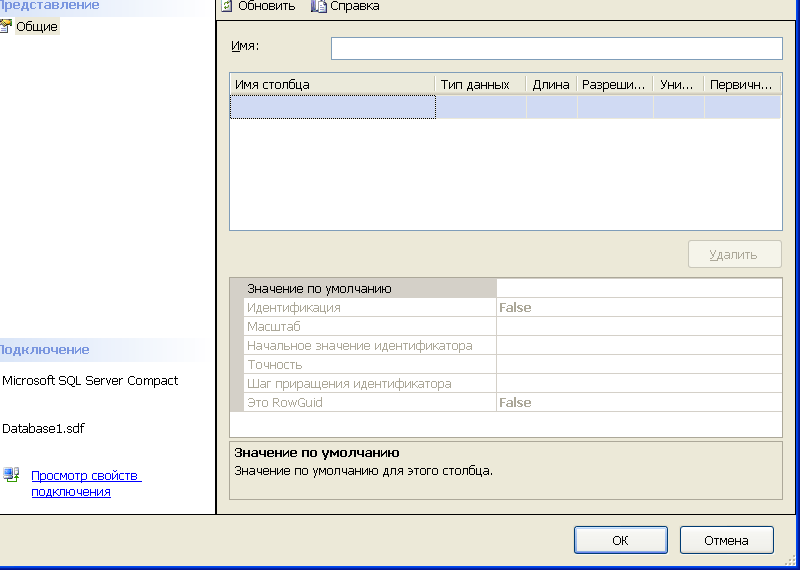 Представление
Обновить Справка
Общие
Имя:
Имя столбца Тип данных Длина Разреши... Уни... Первичн...
Удалить
Значение по умолчанию
Идентификация False
Масштаб
Начальное значение идентификатора
Точность
Шаг приращения идентификатора
Это RowGuid False
Подключение
Microsoft SQL Server Compact
Database1.sdf
Просмотр свойств
подключения
Значение по умолчанию
Значение по умолчанию для этого столбца.
ОК Отмена